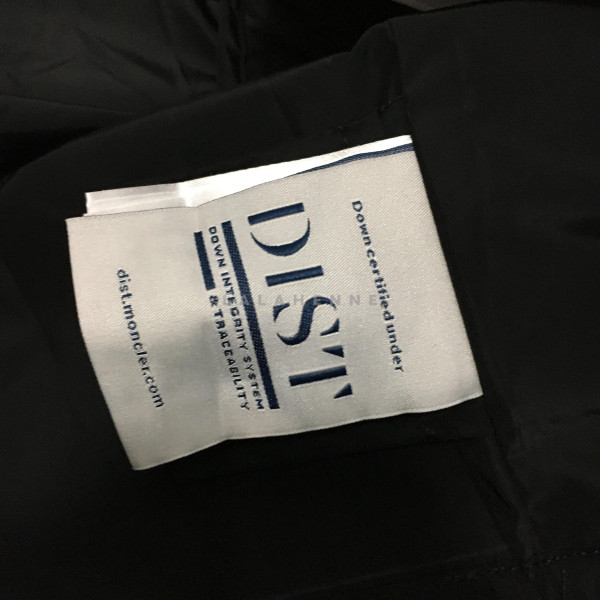 Down certified under
DIST
DOWN INTEGRITY SYSTEM
& TRACEABILITY
dist.moncler.com